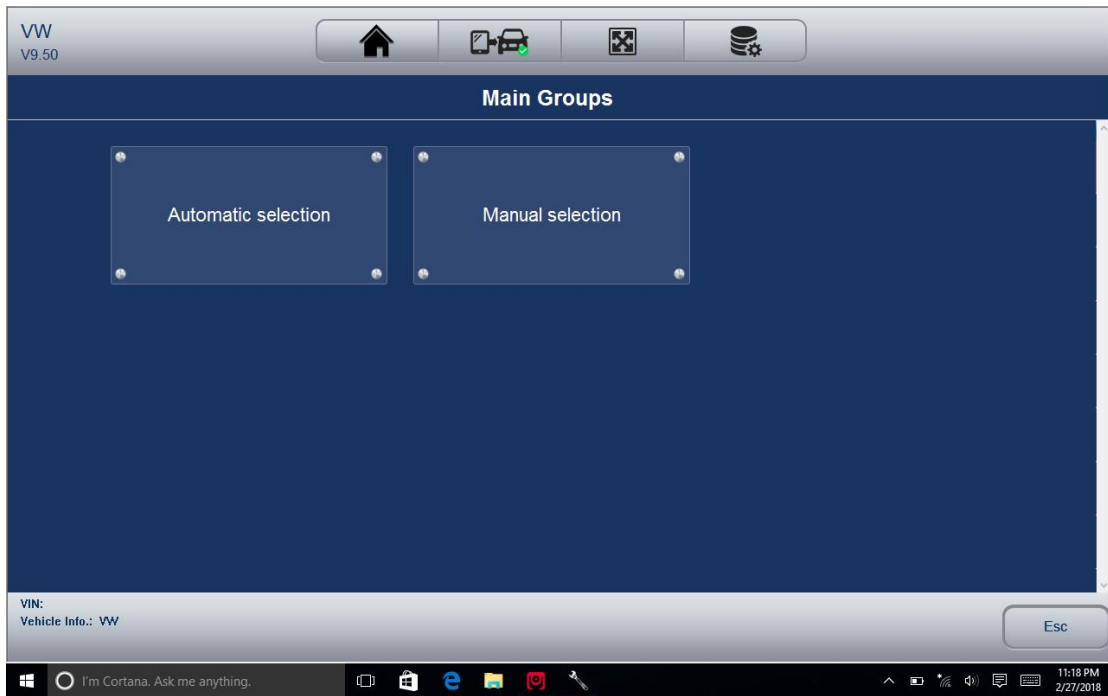 VW
V9.50
Main Groups
Automatic selection
Manual selection
VIN:
Vehicle Info.: VW
Esc
I'm Cortana. Ask me anything.
11:18 PM
2/27/2018